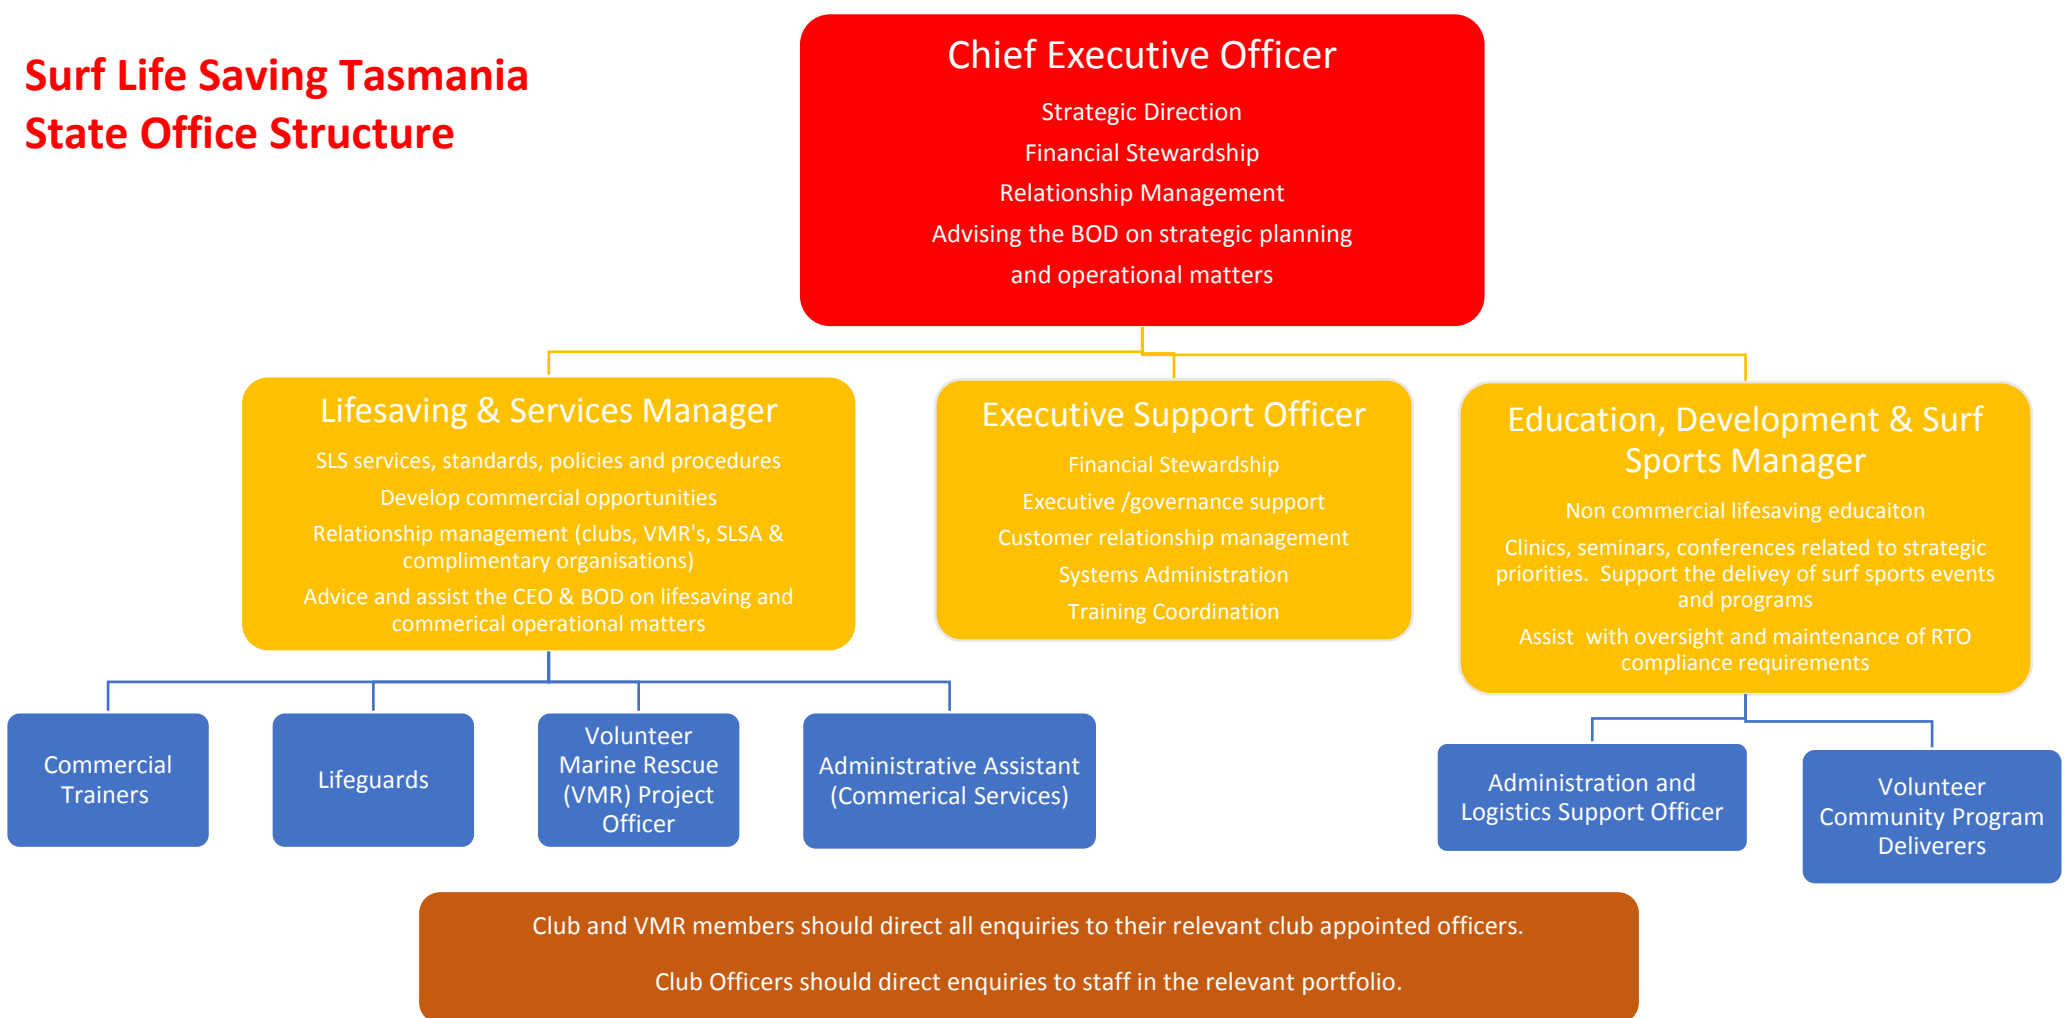 Surf Life Saving Tasmania
State Office Structure
Chief Executive Officer
Strategic Direction
Financial Stewardship
Relationship Management
Advising the BOD on strategic planning
and operational matters
Lifesaving & Services Manager
SLS services, standards, policies and procedures
Develop commercial opportunities
Relationship management (clubs, VMR's, SLSA &
complimentary organisations)
Advice and assist the CEO & BOD on lifesaving and
commerical operational matters
Executive Support Officer
Financial Stewardship
Executive /governance support
Customer relationship management
Systems Administration
Training Coordination
Education, Development & Surf
Sports Manager
Non commercial lifesaving educaiton
Clinics, seminars, conferences related to strategic
priorities.  Support the delivey of surf sports events
and programs
Assist  with oversight and maintenance of RTO
compliance requirements
Commercial
Trainers
Lifeguards
Volunteer
Marine Rescue
(VMR) Project
Officer
Administrative Assistant
(Commerical Services)
Administration and
Logistics Support Officer
Volunteer
Community Program
Deliverers
Club and VMR members should direct all enquiries to their relevant club appointed officers.
Club Officers should direct enquiries to staff in the relevant portfolio.